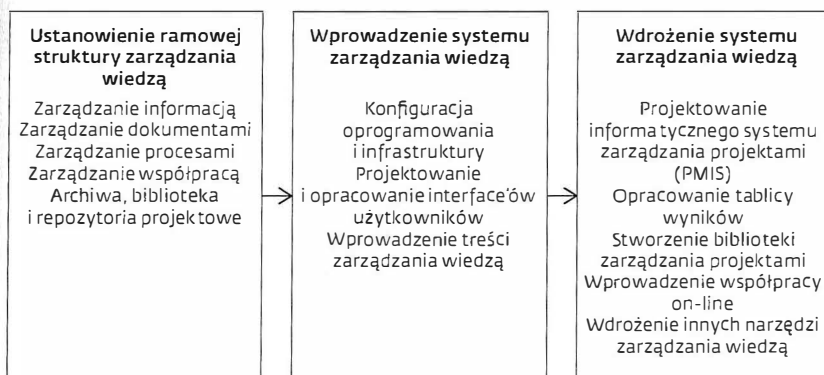 Ustanowienie ramowej
struktury zarządzania
wiedzą
Zarządzanie informacją
Zarządzanie dokumentami
Zarządzanie procesami
Zarządzanie współpracą
Archiwa, biblioteka
i repozytoria projektowe
Wprowadzenie systemu
zarządzania wiedzą
Konfiguracja
oprogramowania
i infrastruktury
Projektowanie
i opracowanie interface'ów
użytkowników
Wprowadzenie treści
zarządzania wiedzą
Wdrożenie systemu
zarządzania wiedzą
Projektowanie
informa tycznego systemu
zarządzania projektami
(PMIS)
Opracowanie tablicy
wyników
Stworzenie biblioteki
zarządzania projektami
Wprowadzenie współpracy
on-line
Wdrożenie innych narzędzi
zarządzania wiedzą